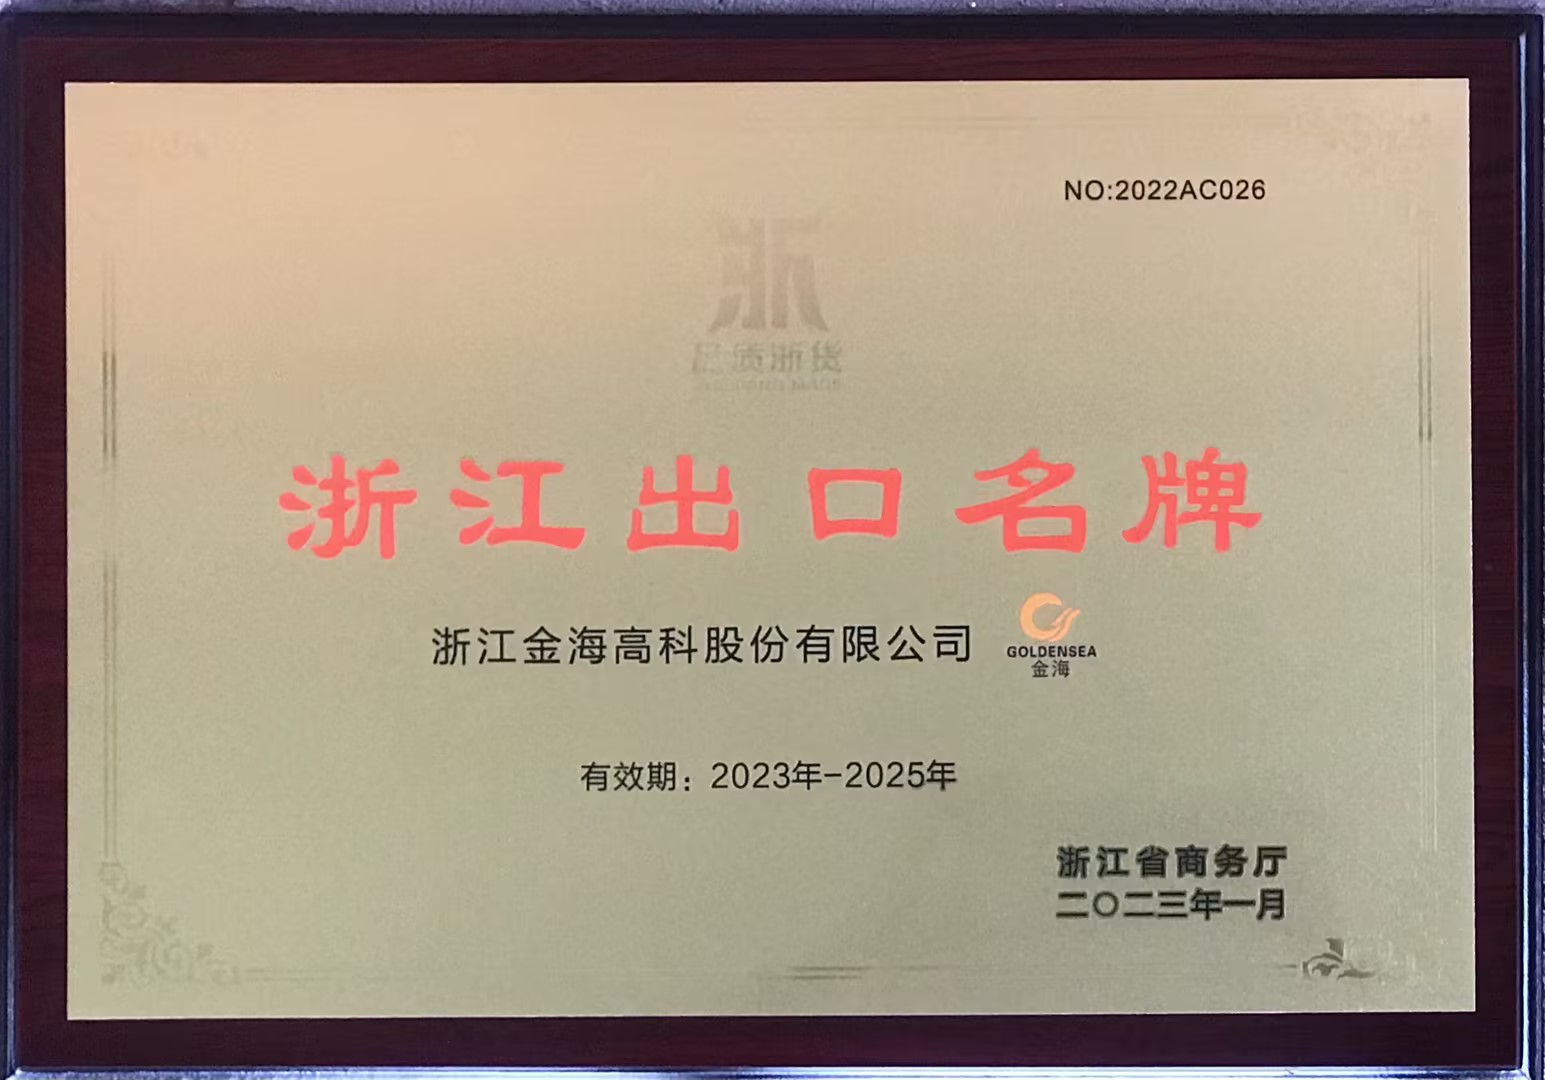 NO:2022AC026
浙
品质浙货
浙江出口名牌
浙江金海高科股份有限公司
GOLDENSEA
金海
有效期：2023年-2025年
浙江省商务厅
二〇二三年一月